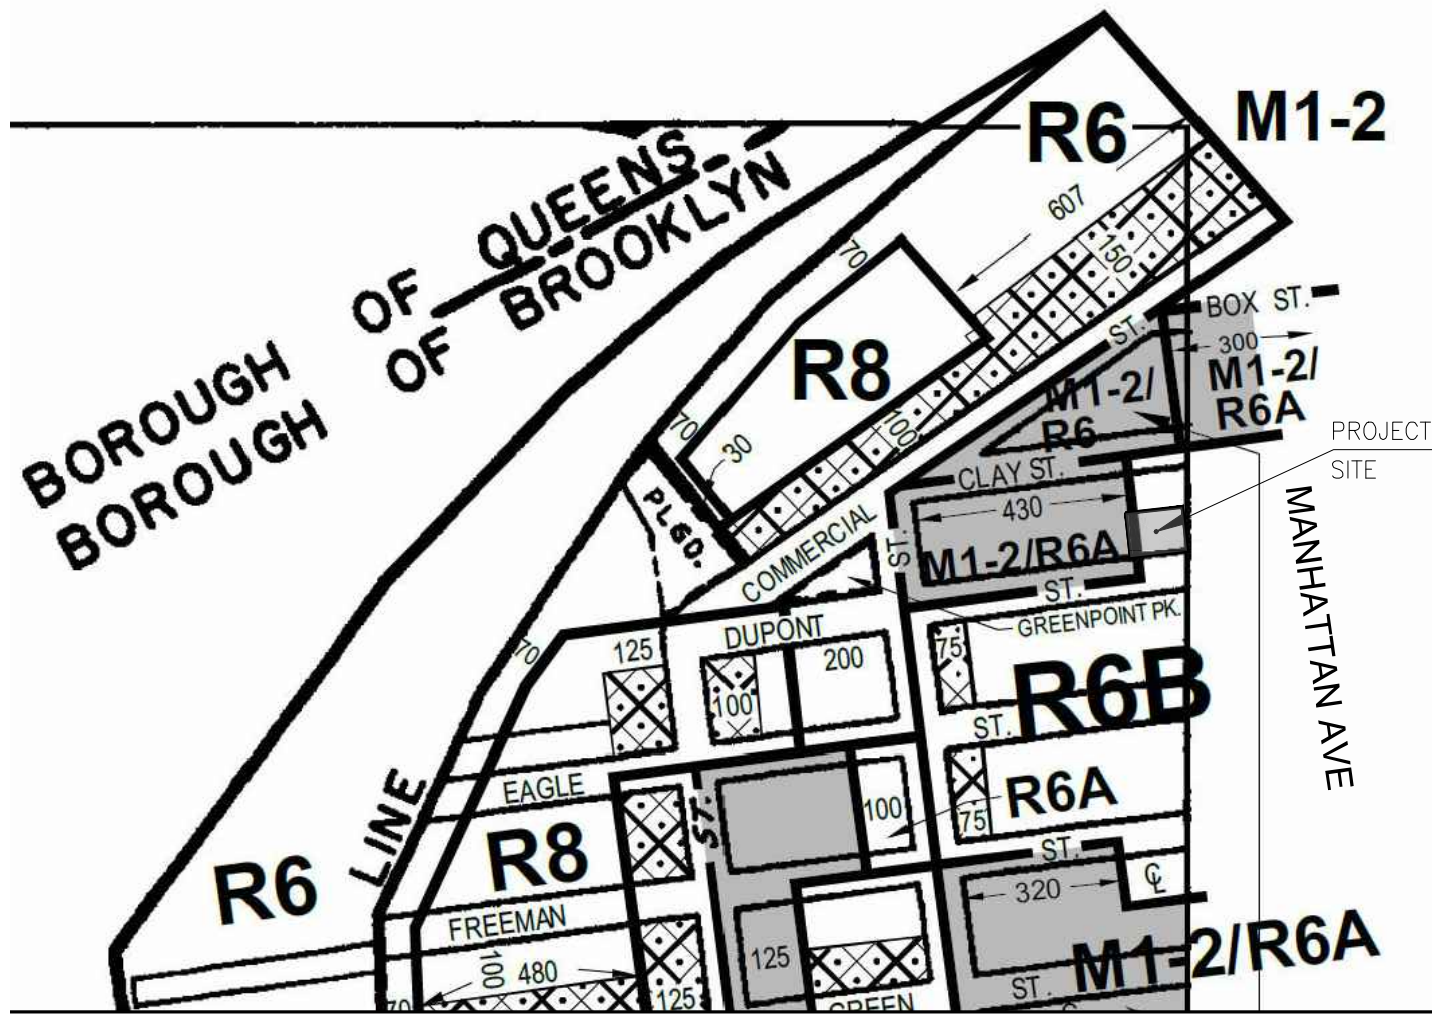 M1-2
R6
BOROUGH OF QUEENS
BOROUGH OF BROOKLYN
607
70
150
BOX ST.
ST.
300
R8
M1-2/
R6A
M1-2/
R6
PROJECT
SITE
70
30
100
CLAY ST.
430
PLGD.
COMMERCIAL
ST.
M1-2/R6A
MANHATTAN AVE
ST.
GREENPOINT PK.
DUPONT
70
125
200
75
100
R6B
ST.
EAGLE
LINE
ST.
100
R6A
75
ST.
R8
R6
320
℄
FREEMAN
M1-2/R6A
100
480
125
ST.
70
125
GREEN